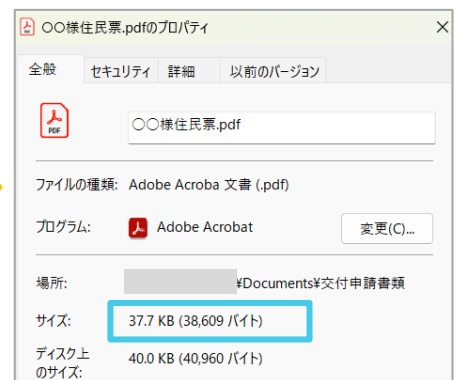 〇〇様住民票.pdfのプロパティ
全般 セキュリティ 詳細 以前のバージョン
PDF
〇〇様住民票.pdf
ファイルの種類: Adobe Acroba 文書 (.pdf)
プログラム: Adobe Acrobat 変更(C)...
場所: ¥Documents¥交付申請書類
サイズ: 37.7 KB (38,609 バイト)
ディスク上
のサイズ: 40.0 KB (40,960 バイト)